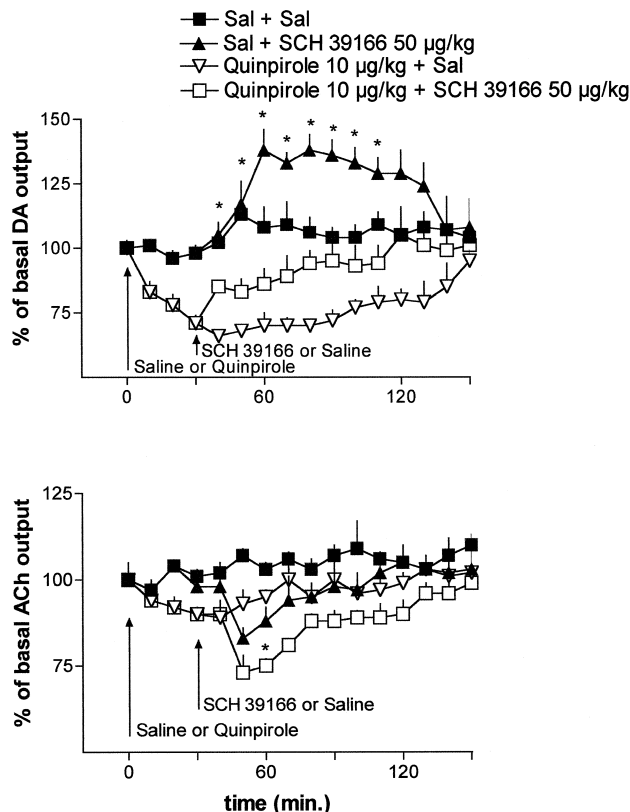 Sal + Sal
Sal + SCH 39166 50 µg/kg
Quinpirole 10 µg/kg + Sal
Quinpirole 10 µg/kg + SCH 39166 50 µg/kg
% of basal DA output
150
125
100
75
* * * * * * * *
SCH 39166 or Saline
Saline or Quinpirole
0 60 120
% of basal ACh output
125
100
75
*
SCH 39166 or Saline
Saline or Quinpirole
0 60 120
time (min.)